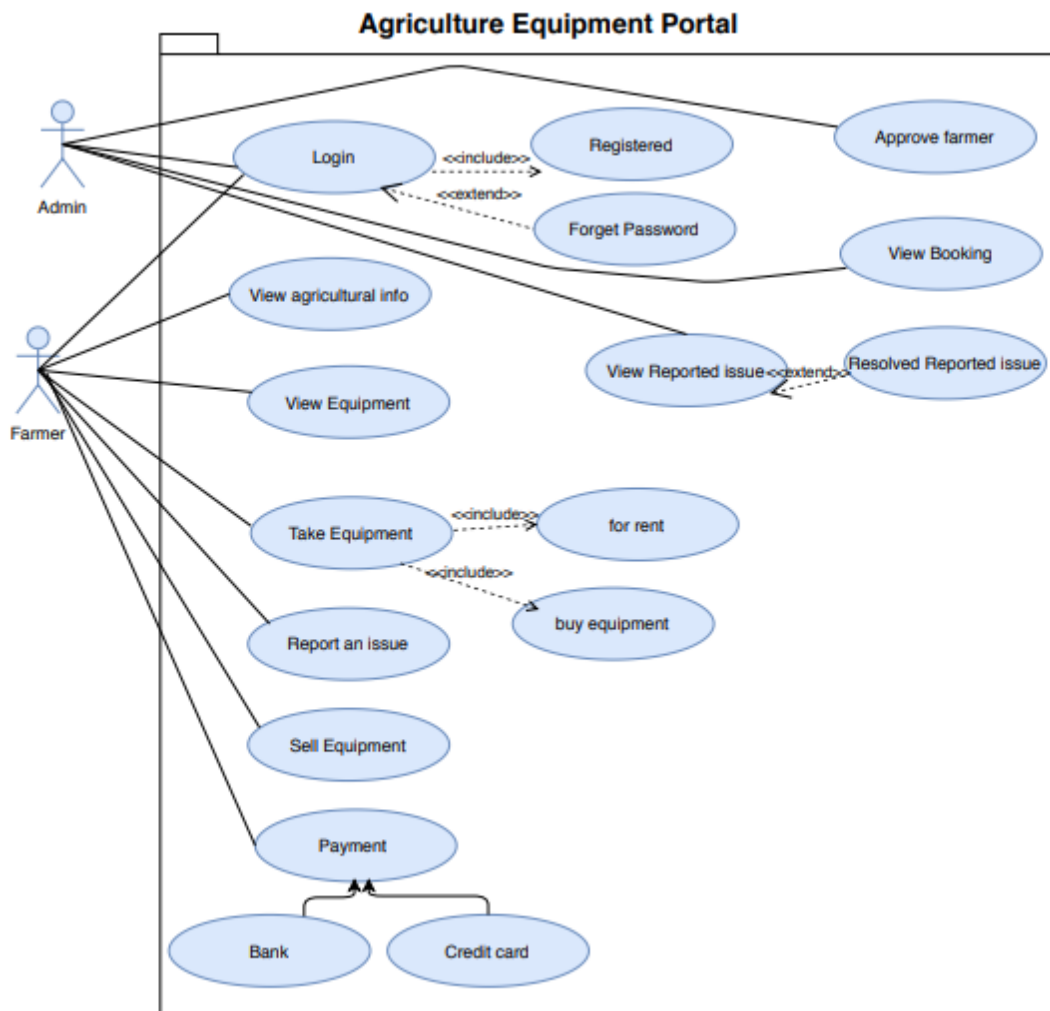 Agriculture Equipment Portal
Admin
Login
<<include>>
Registered
Approve farmer
<<extend>>
Forget Password
View Booking
View agricultural info
Farmer
View Reported issue
<<extend>>
Resolved Reported issue
View Equipment
Take Equipment
<<include>>
for rent
<<include>>
buy equipment
Report an issue
Sell Equipment
Payment
Bank
Credit card